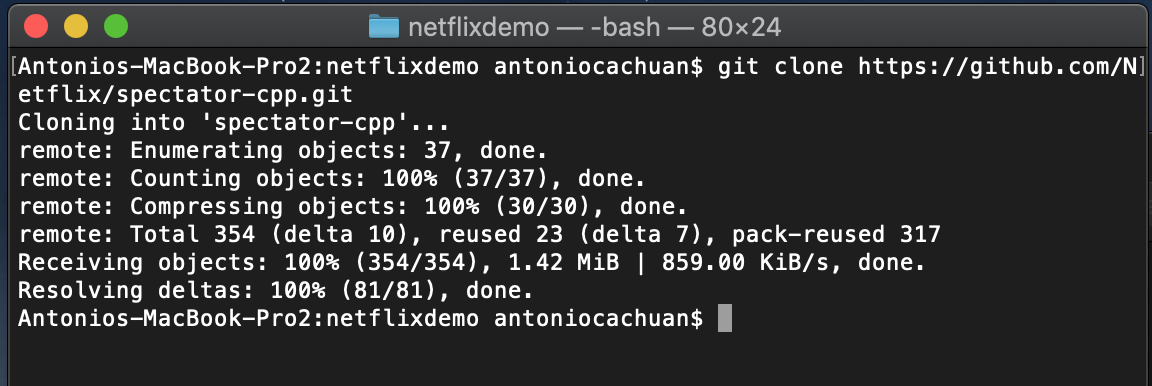 netflixdemo — -bash — 80×24
[Antonios-MacBook-Pro2:netflixdemo antoniocachuan$ git clone https://github.com/N]
etflix/spectator-cpp.git
Cloning into 'spectator-cpp'...
remote: Enumerating objects: 37, done.
remote: Counting objects: 100% (37/37), done.
remote: Compressing objects: 100% (30/30), done.
remote: Total 354 (delta 10), reused 23 (delta 7), pack-reused 317
Receiving objects: 100% (354/354), 1.42 MiB | 859.00 KiB/s, done.
Resolving deltas: 100% (81/81), done.
Antonios-MacBook-Pro2:netflixdemo antoniocachuan$